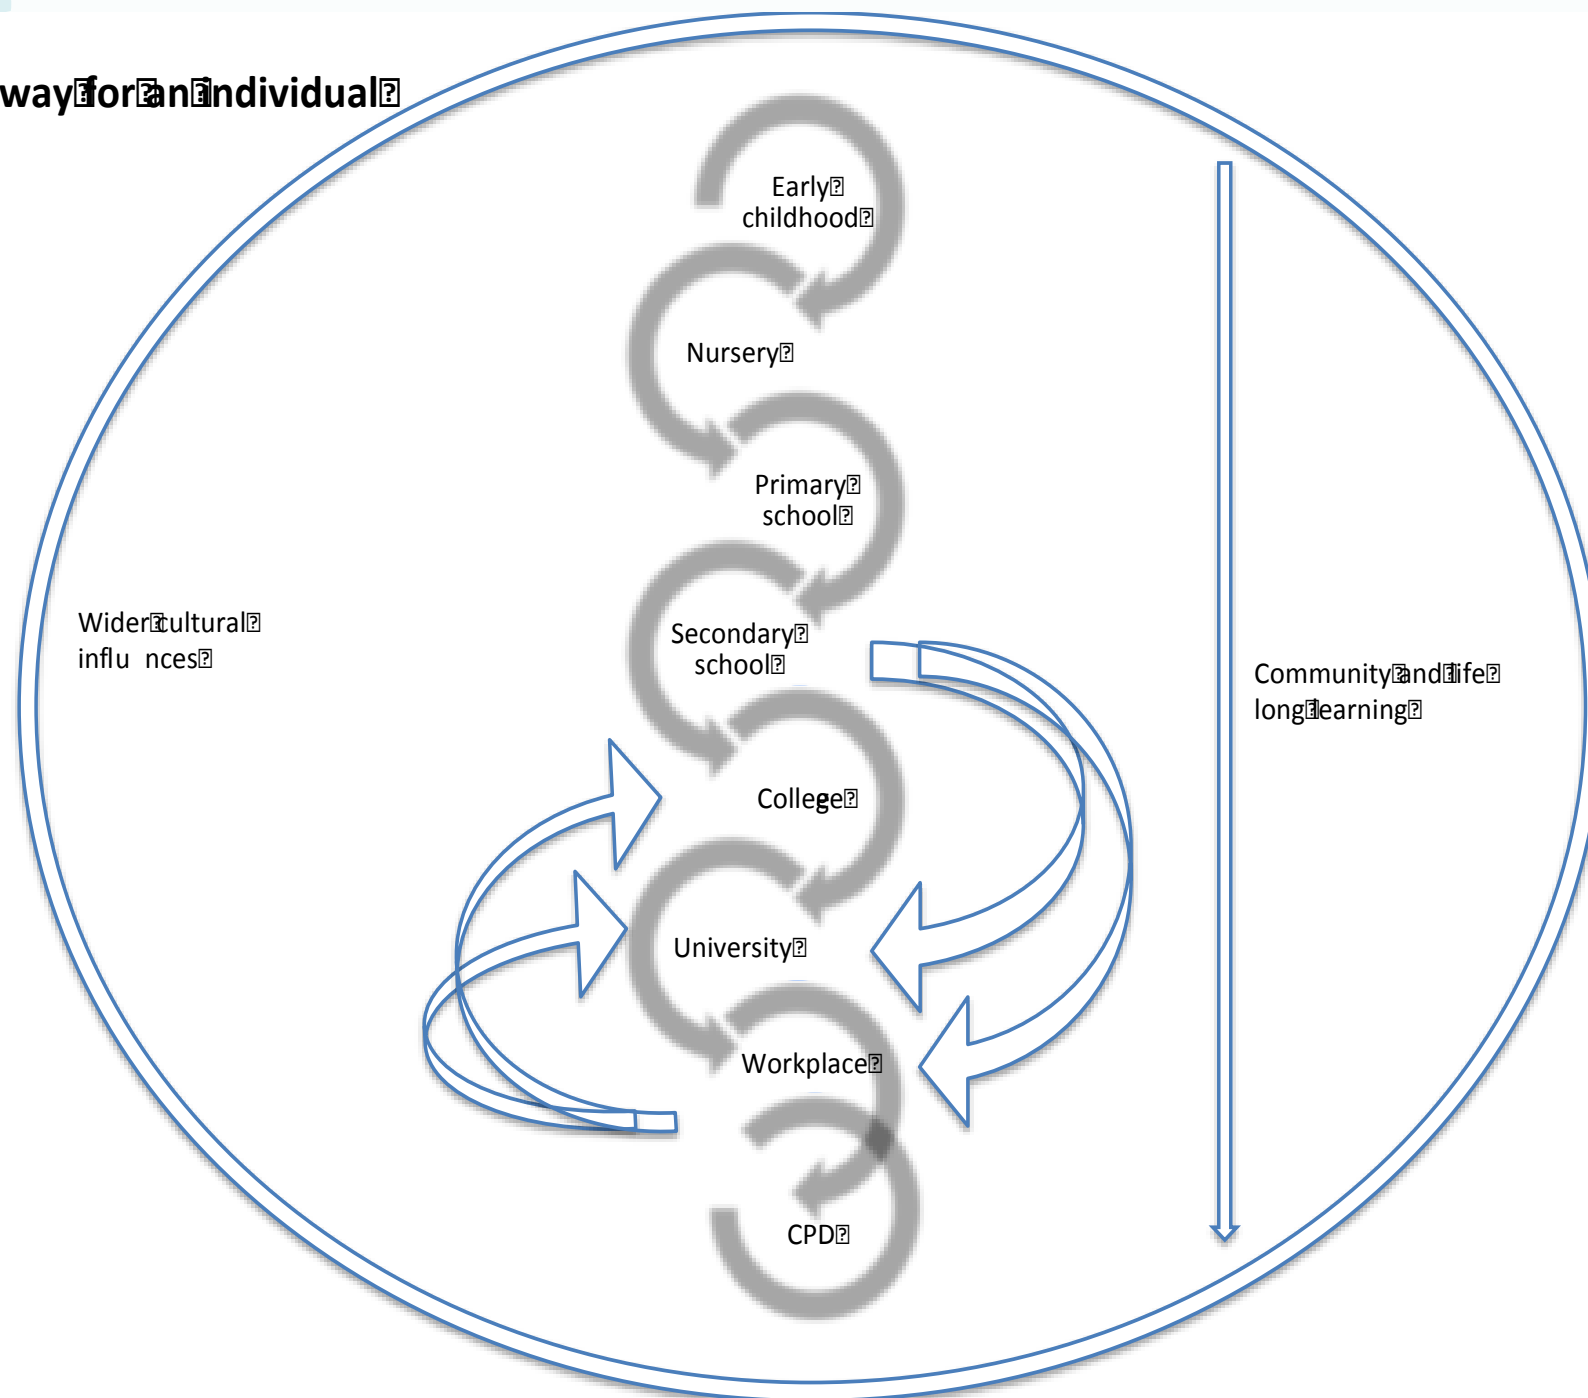 way for an individual
Early
childhood
Nursery
Primary
school
Wider cultural
influ nces
Secondary
school
Community and life
long learning
College
University
Workplace
CPD